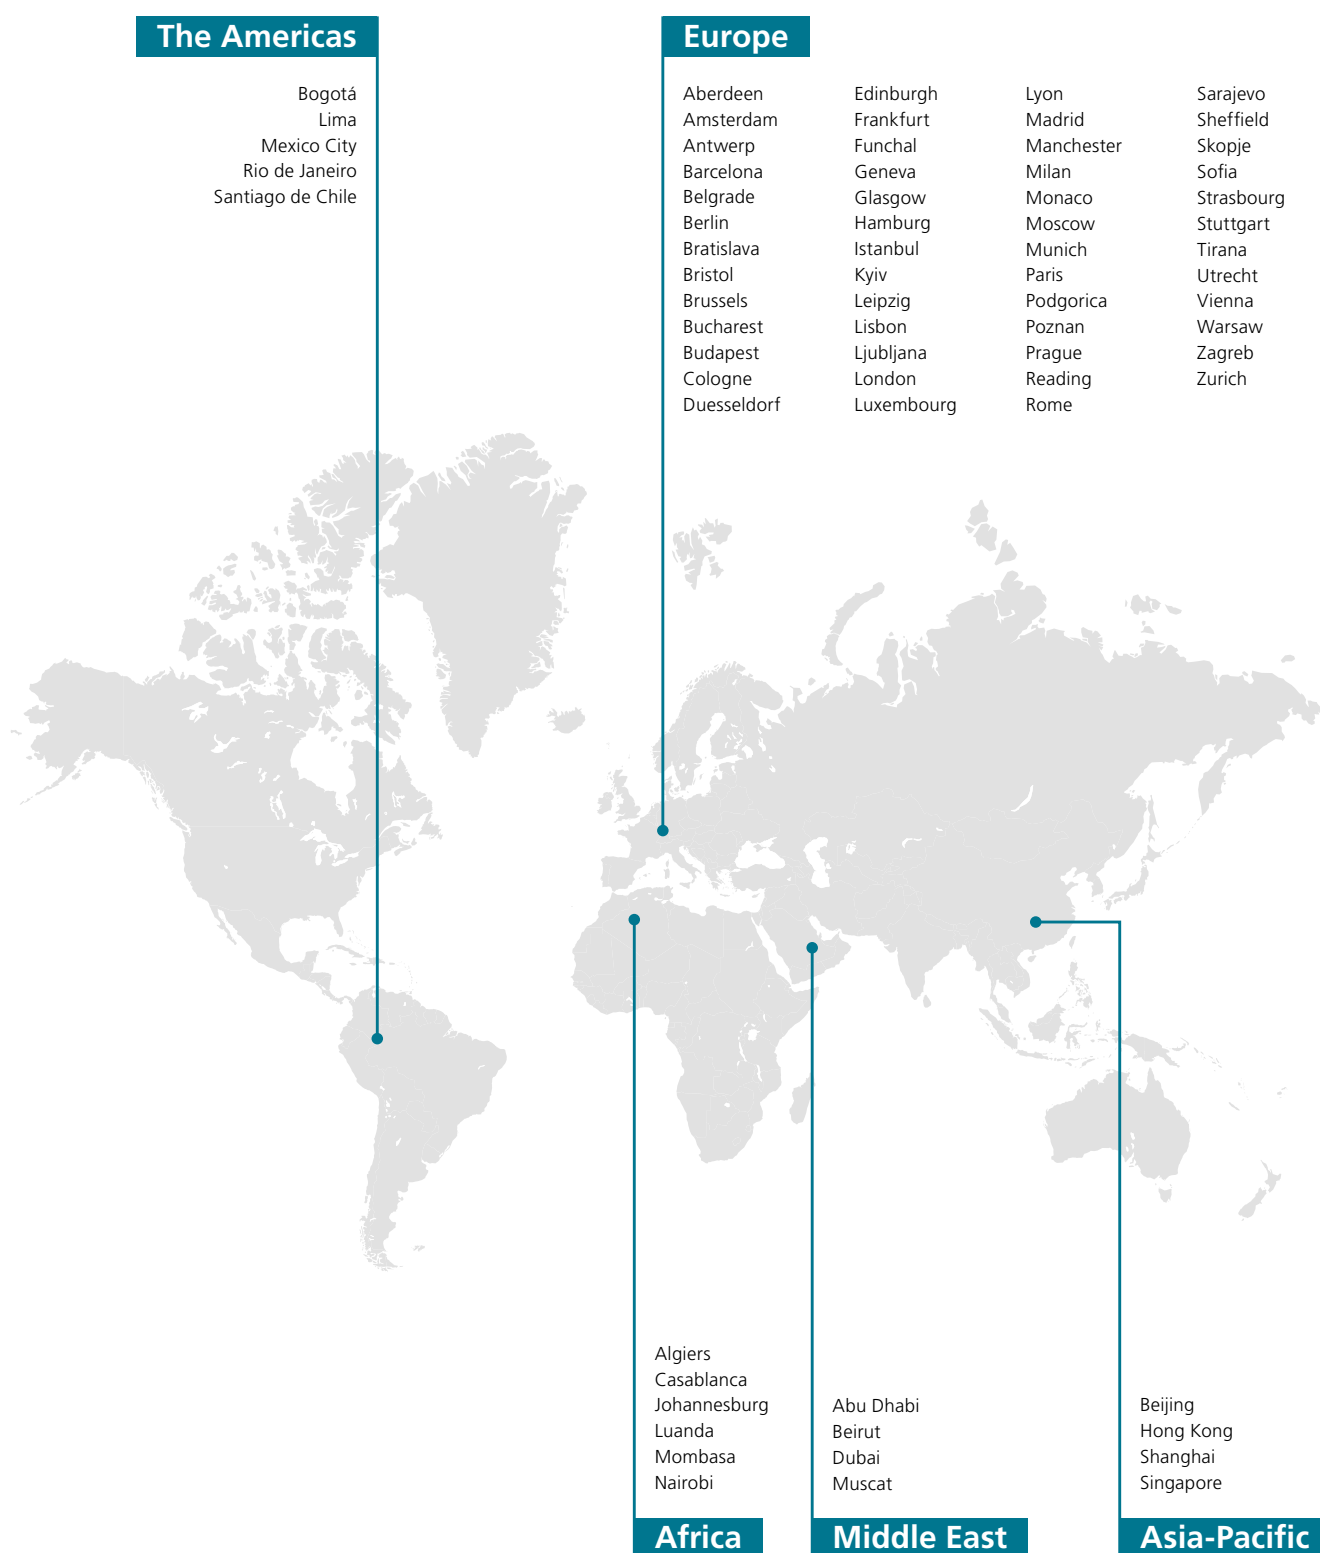 The Americas
Bogotá
Lima
Mexico City
Rio de Janeiro
Santiago de Chile
Europe
Aberdeen
Amsterdam
Antwerp
Barcelona
Belgrade
Berlin
Bratislava
Bristol
Brussels
Bucharest
Budapest
Cologne
Duesseldorf
Edinburgh
Frankfurt
Funchal
Geneva
Glasgow
Hamburg
Istanbul
Kyiv
Leipzig
Lisbon
Ljubljana
London
Luxembourg
Lyon
Madrid
Manchester
Milan
Monaco
Moscow
Munich
Paris
Podgorica
Poznan
Prague
Reading
Rome
Sarajevo
Sheffield
Skopje
Sofia
Strasbourg
Stuttgart
Tirana
Utrecht
Vienna
Warsaw
Zagreb
Zurich
Algiers
Casablanca
Johannesburg
Luanda
Mombasa
Nairobi
Africa
Abu Dhabi
Beirut
Dubai
Muscat
Middle East
Beijing
Hong Kong
Shanghai
Singapore
Asia-Pacific